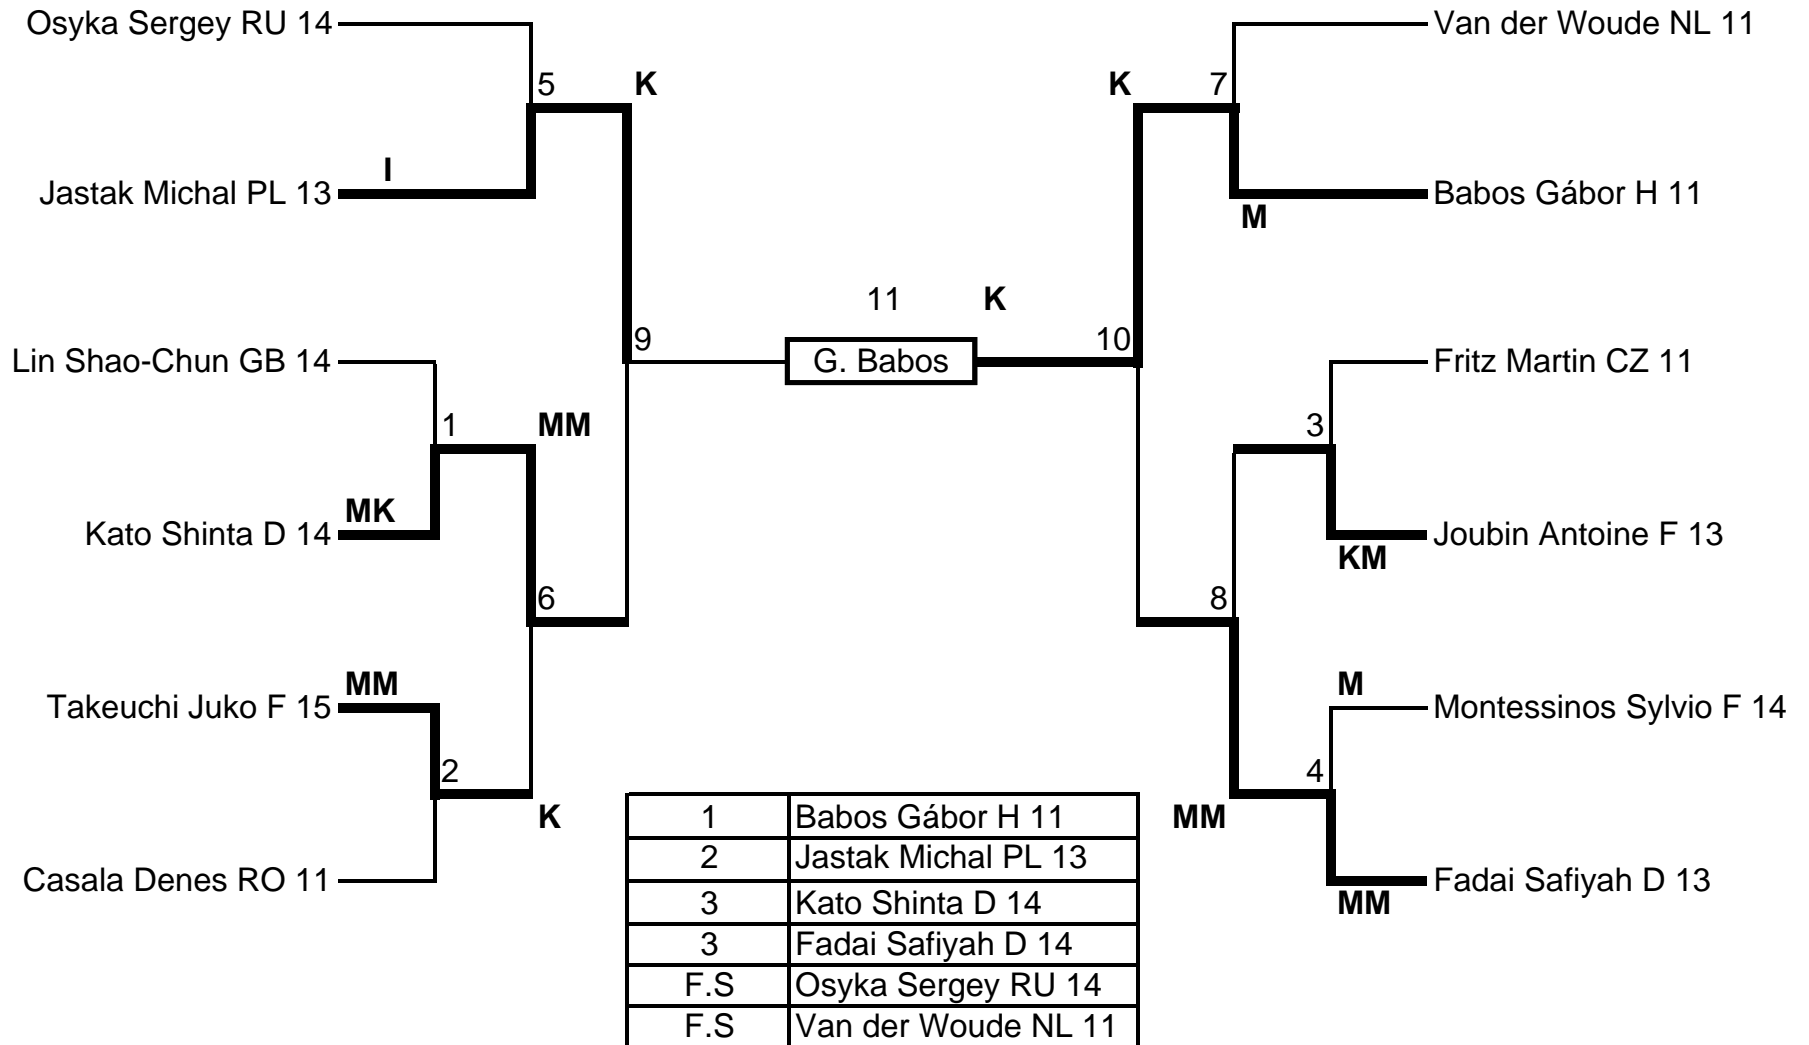 Osyka Sergey RU 14
Van der Woude NL 11
5 K
K 7
I
Jastak Michal PL 13
Babos Gábor H 11
M
11 K
9
10
Lin Shao-Chun GB 14
G. Babos
Fritz Martin CZ 11
1 MM
3
MK
Kato Shinta D 14
Joubin Antoine F 13
KM
6
8
MM
M
Takeuchi Juko F 15
Montessinos Sylvio F 14
2
4
K
MM
1 Babos Gábor H 11
2 Jastak Michal PL 13
Casala Denes RO 11
Fadai Safiyah D 13
MM
3 Kato Shinta D 14
3 Fadai Safiyah D 14
F.S Osyka Sergey RU 14
F.S Van der Woude NL 11